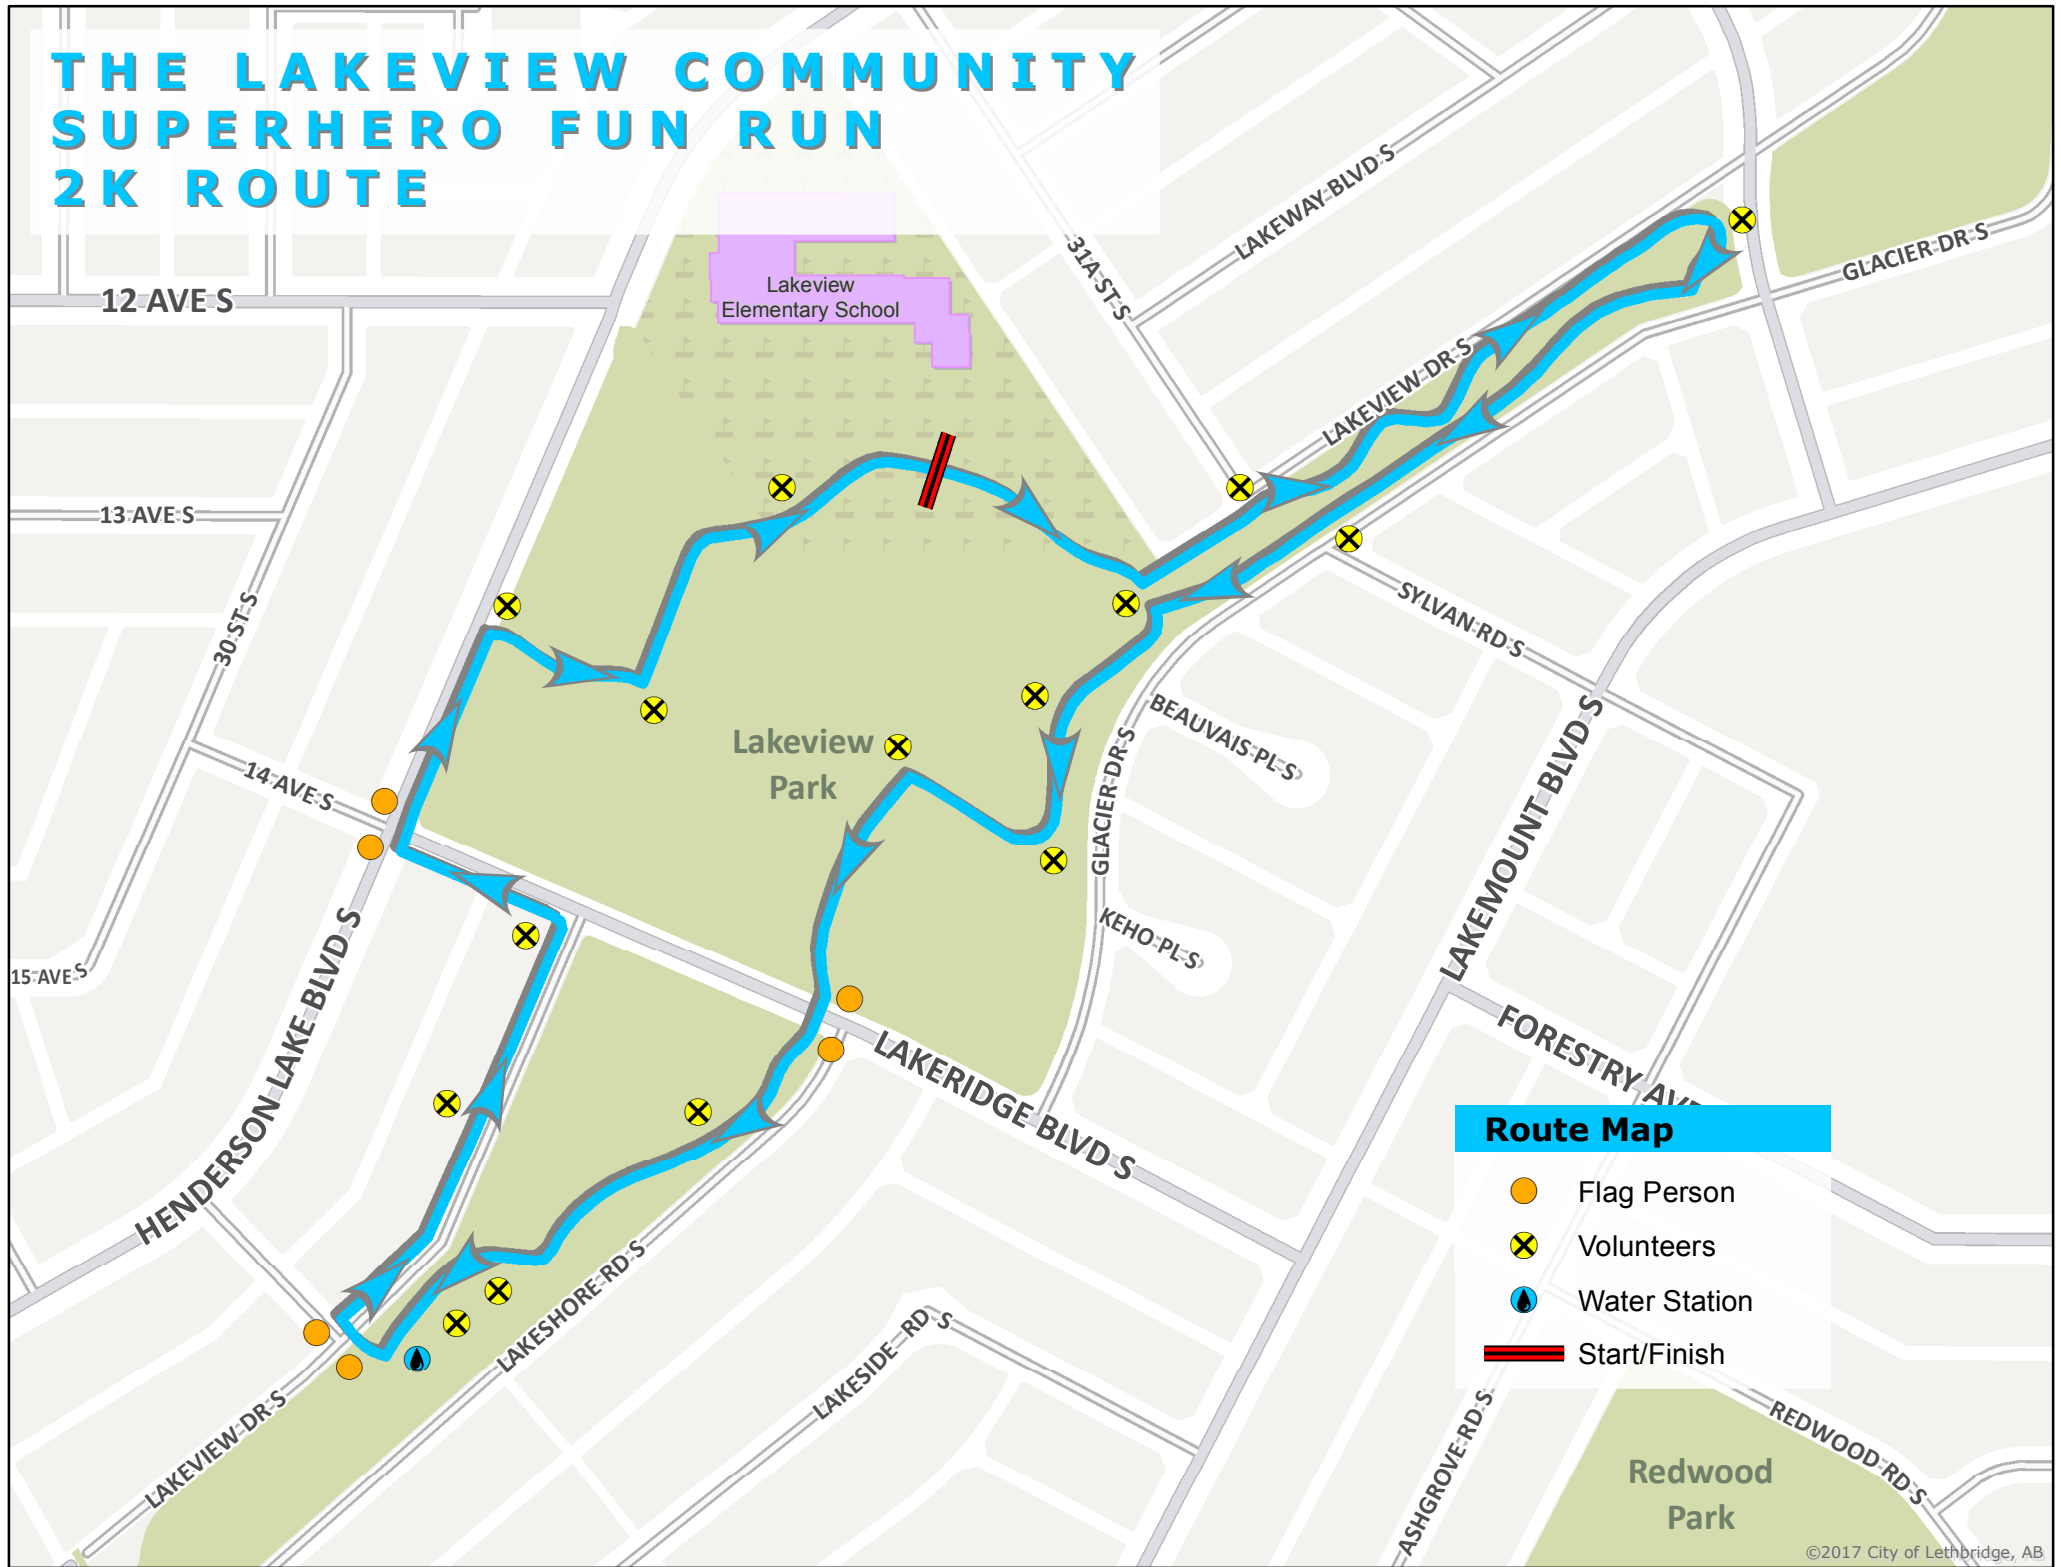 THE LAKEVIEW COMMUNITY
SUPERHERO FUN RUN
2K ROUTE
Lakeview
Elementary School
12 AVE S
31A ST S
LAKEWAY BLVD S
GLACIER DR S
LAKEVIEW DR S
13 AVE S
30 ST S
SYLVAN RD S
BEAUVAIS PL S
Lakeview
Park
14 AVE S
GLACIER DR S
LAKEMOUNT BLVD S
KEHO PL S
15 AVE S
HENDERSON LAKE BLVD S
LAKERIDGE BLVD S
FORESTRY AVE
Route Map
Flag Person
Volunteers
Water Station
Start/Finish
LAKESHORE RD S
LAKESIDE RD S
LAKEVIEW DR S
ASHGROVE RD S
REDWOOD RD S
Redwood
Park
©2017 City of Lethbridge, AB